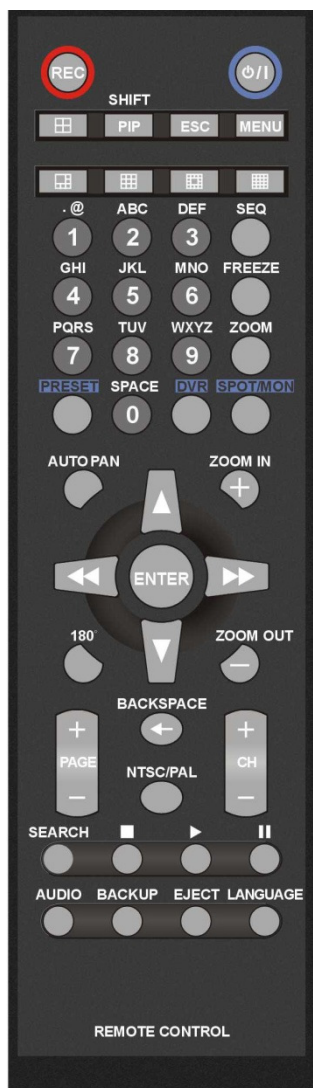 REC
SHIFT
PIP ESC MENU
.@ ABC DEF SEQ
1 2 3
GHI JKL MNO FREEZE
4 5 6
PQRS TUV WXYZ ZOOM
7 8 9
PRESET SPACE DVR SPOT/MON
0
AUTO PAN ZOOM IN
+
ENTER
180° ZOOM OUT
−
BACKSPACE
+ +
PAGE CH
− −
NTSC/PAL
SEARCH
AUDIO BACKUP EJECT LANGUAGE
REMOTE CONTROL